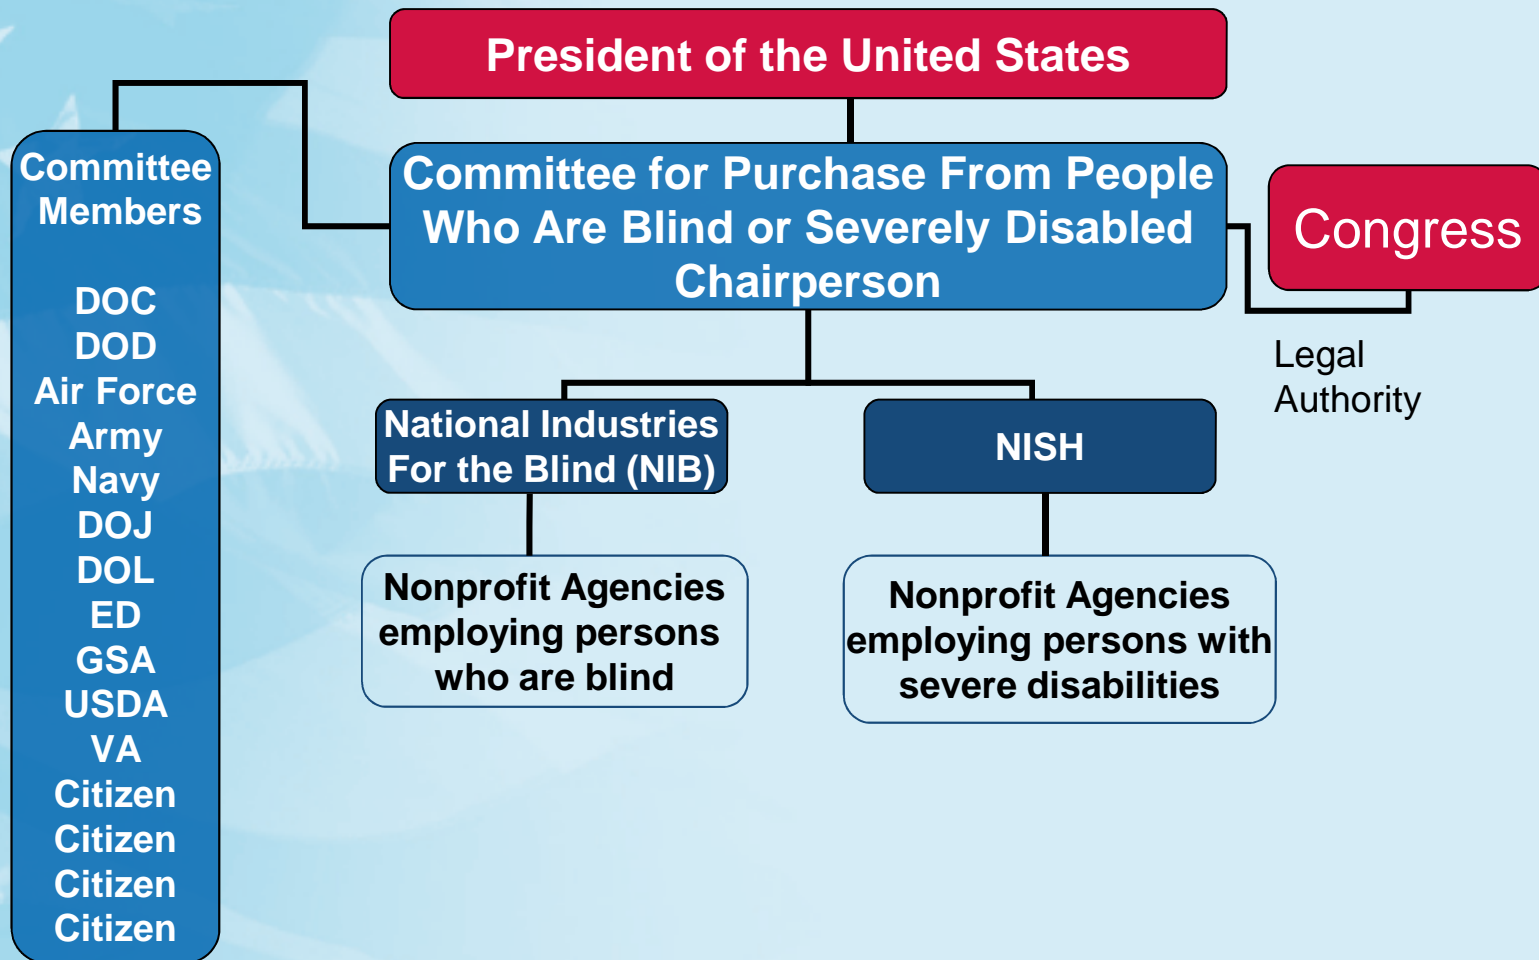 President of the United States
Committee
Members
DOC
DOD
Air Force
Army
Navy
DOJ
DOL
ED
GSA
USDA
VA
Citizen
Citizen
Citizen
Citizen
Committee for Purchase From People
Who Are Blind or Severely Disabled
Chairperson
Congress
Legal
Authority
National Industries
For the Blind (NIB)
NISH
Nonprofit Agencies
employing persons
who are blind
Nonprofit Agencies
employing persons with
severe disabilities